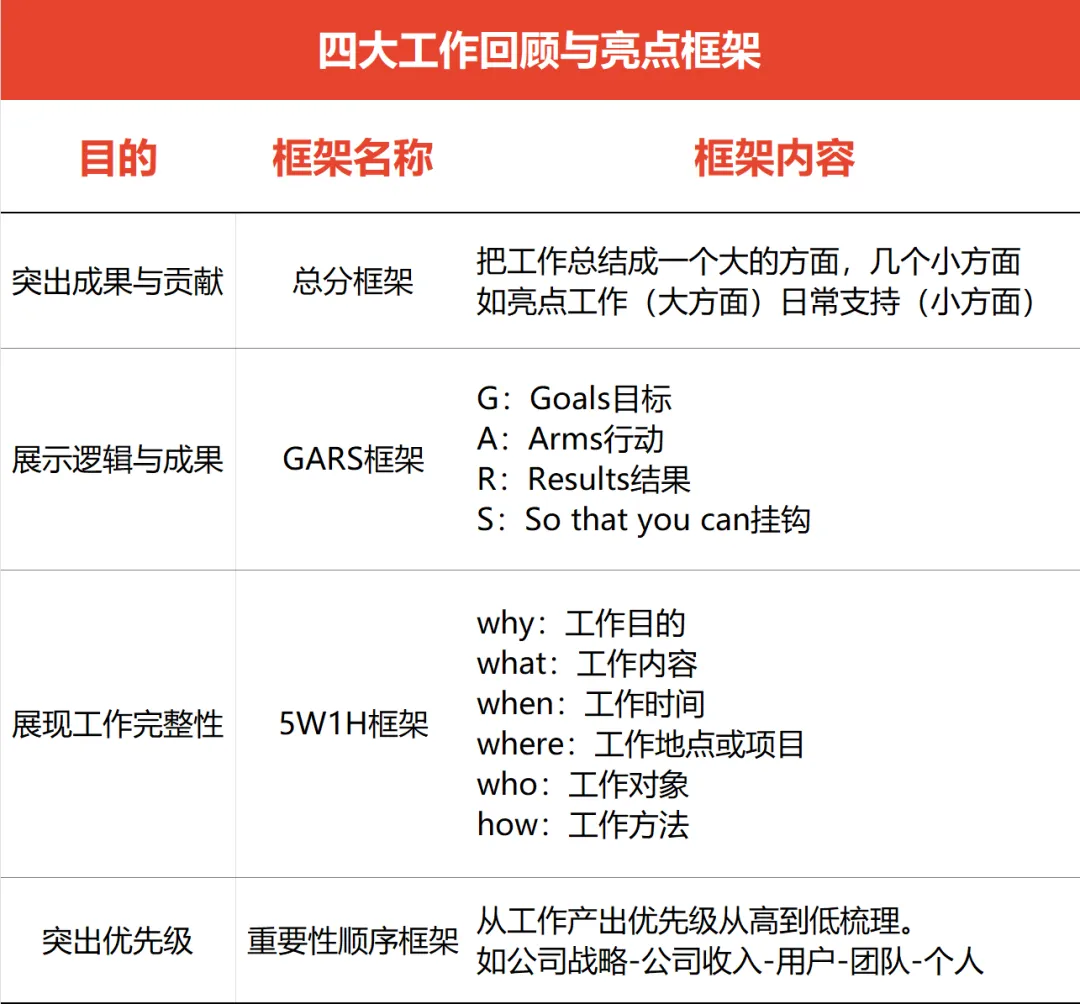 四大工作回顾与亮点框架
目的 框架名称 框架内容
突出成果与贡献 总分框架
把工作总结成一个大的方面，几个小方面
如亮点工作（大方面）日常支持（小方面）
展示逻辑与成果 GARS框架
G：Goals目标
A：Arms行动
R：Results结果
S：So that you can挂钩
展现工作完整性 5W1H框架
why：工作目的
what：工作内容
when：工作时间
where：工作地点或项目
who：工作对象
how：工作方法
突出优先级 重要性顺序框架
从工作产出优先级从高到低梳理。
如公司战略-公司收入-用户-团队-个人